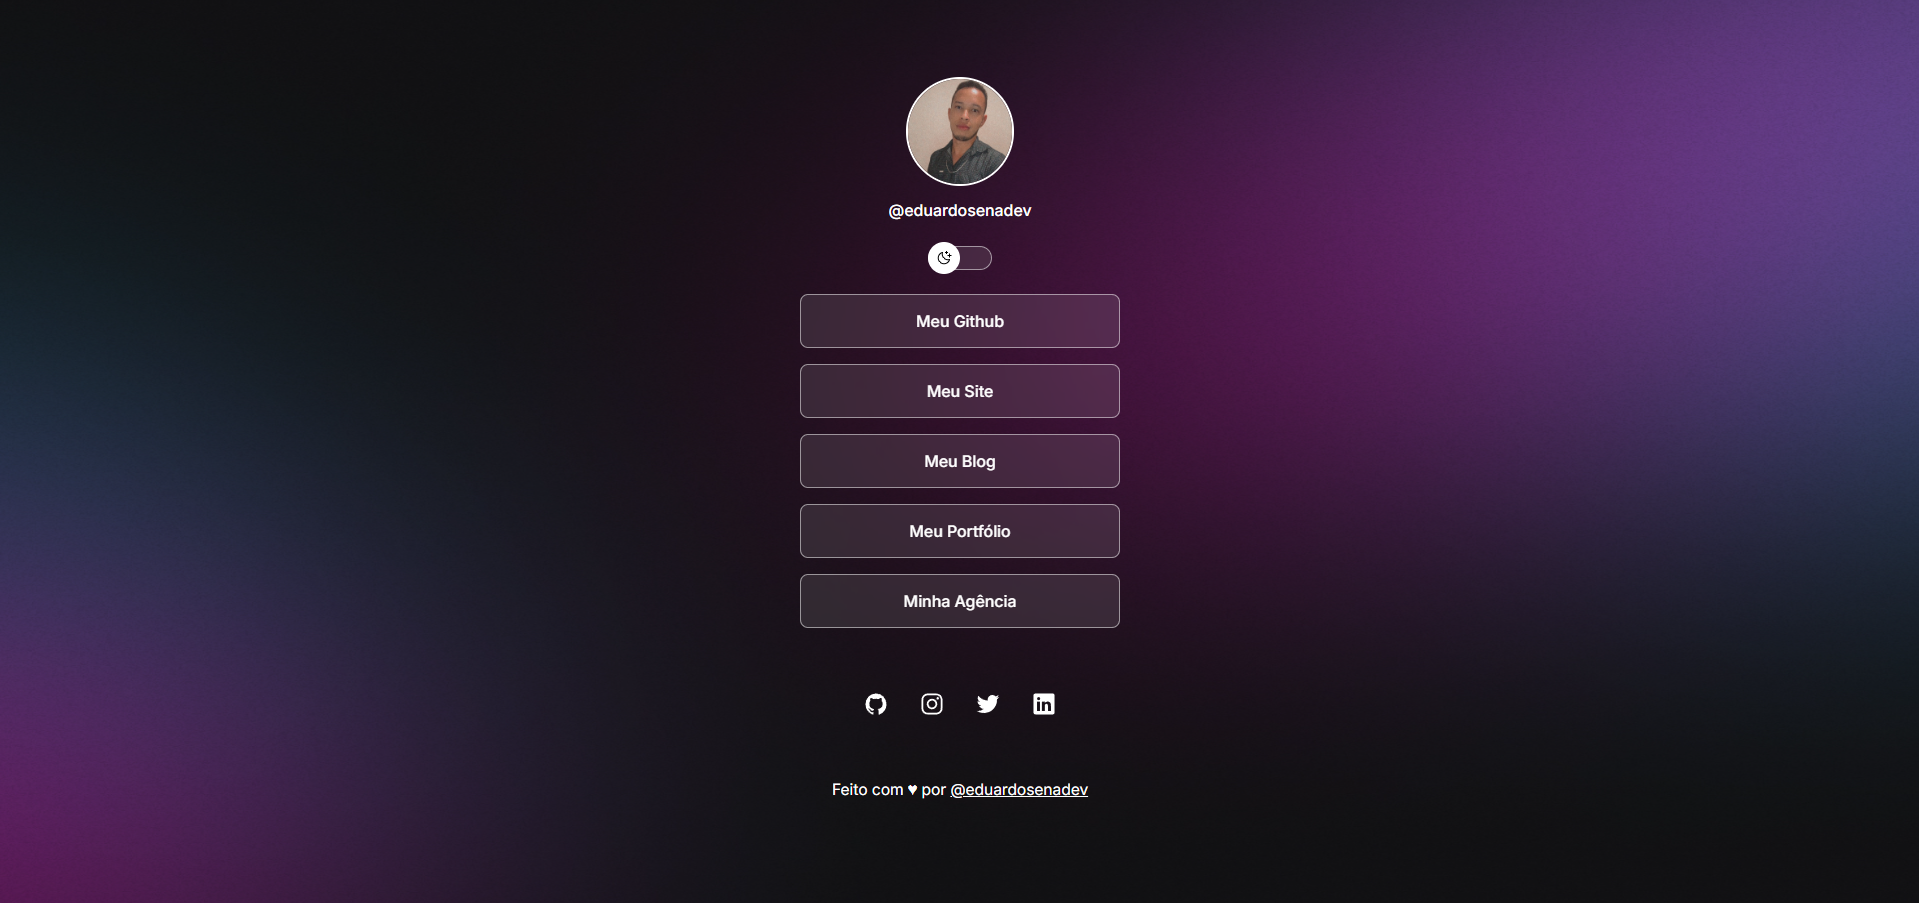 @eduardosenadev
Meu Github
Meu Site
Meu Blog
Meu Portfólio
Minha Agência
Feito com ♥ por @eduardosenadev